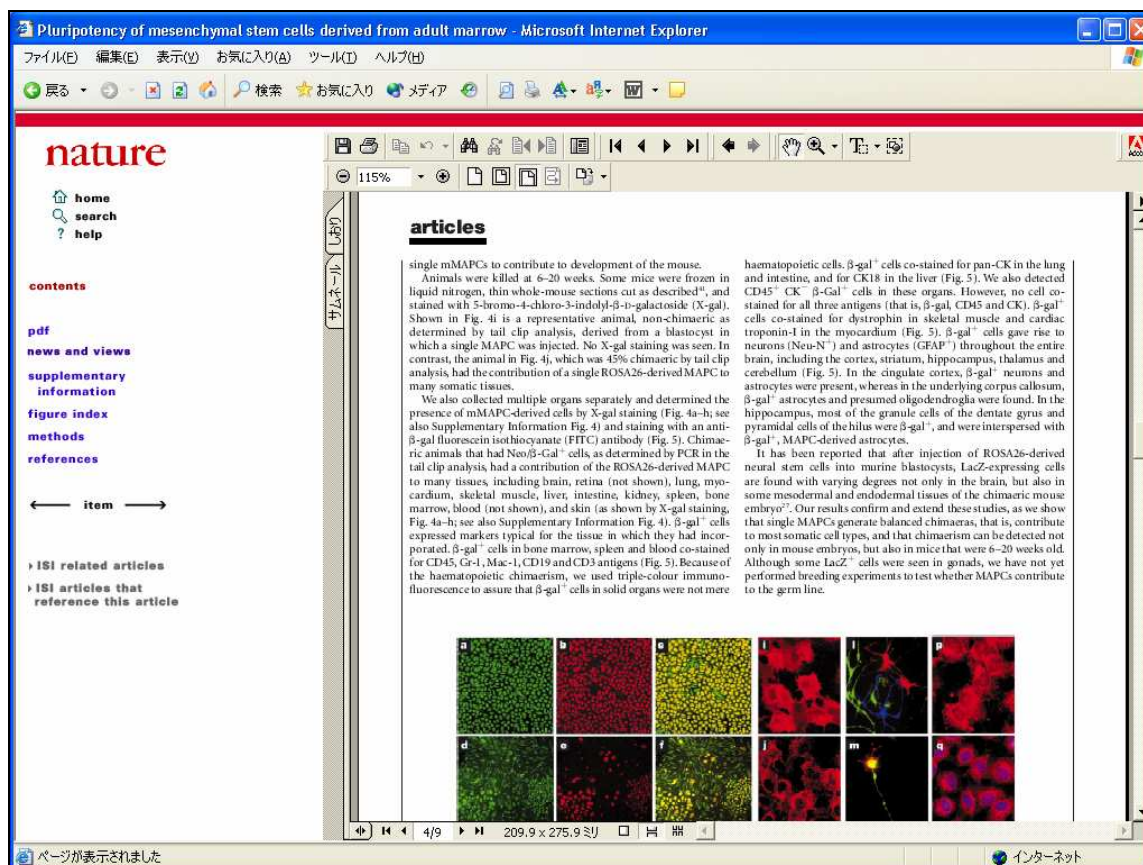 Pluripotency of mesenchymal stem cells derived from adult marrow - Microsoft Internet Explorer
ファイル(F) 編集(E) 表示(V) お気に入り(A) ツール(T) ヘルプ(H)
戻る 検索 お気に入り メディア
nature
home
search
? help
contents
pdf
news and views
supplementary
information
figure index
methods
references
item
ISI related articles
ISI articles that
reference this article
115%
しおり
サムネール
articles
single mMAPCs to contribute to development of the mouse.
Animals were killed at 6–20 weeks. Some mice were frozen in
liquid nitrogen, thin whole-mouse sections cut as described⁴¹, and
stained with 5-bromo-4-chloro-3-indolyl-β-D-galactoside (X-gal).
Shown in Fig. 4i is a representative animal, non-chimaeric as
determined by tail clip analysis, derived from a blastocyst in
which a single MAPC was injected. No X-gal staining was seen. In
contrast, the animal in Fig. 4j, which was 45% chimaeric by tail clip
analysis, had the contribution of a single ROSA26-derived MAPC to
many somatic tissues.
We also collected multiple organs separately and determined the
presence of mMAPC-derived cells by X-gal staining (Fig. 4a–h; see
also Supplementary Information Fig. 4) and staining with an anti-
β-gal fluorescein isothiocyanate (FITC) antibody (Fig. 5). Chimae-
ric animals that had Neo/β-Gal⁺ cells, as determined by PCR in the
tail clip analysis, had a contribution of the ROSA26-derived MAPC
to many tissues, including brain, retina (not shown), lung, myo-
cardium, skeletal muscle, liver, intestine, kidney, spleen, bone
marrow, blood (not shown), and skin (as shown by X-gal staining,
Fig. 4a–h; see also Supplementary Information Fig. 4). β-gal⁺ cells
expressed markers typical for the tissue in which they had incor-
porated. β-gal⁺ cells in bone marrow, spleen and blood co-stained
for CD45, Gr-1, Mac-1, CD19 and CD3 antigens (Fig. 5). Because of
the haematopoietic chimaerism, we used triple-colour immuno-
fluorescence to assure that β-gal⁺ cells in solid organs were not mere
haematopoietic cells. β-gal⁺ cells co-stained for pan-CK in the lung
and intestine, and for CK18 in the liver (Fig. 5). We also detected
CD45⁺ CK⁻ β-Gal⁺ cells in these organs. However, no cell co-
stained for all three antigens (that is, β-gal, CD45 and CK). β-gal⁺
cells co-stained for dystrophin in skeletal muscle and cardiac
troponin-I in the myocardium (Fig. 5). β-gal⁺ cells gave rise to
neurons (Neu-N⁺) and astrocytes (GFAP⁺) throughout the entire
brain, including the cortex, striatum, hippocampus, thalamus and
cerebellum (Fig. 5). In the cingulate cortex, β-gal⁺ neurons and
astrocytes were present, whereas in the underlying corpus callosum,
β-gal⁺ astrocytes and presumed oligodendroglia were found. In the
hippocampus, most of the granule cells of the dentate gyrus and
pyramidal cells of the hilus were β-gal⁺, and were interspersed with
β-gal⁺, MAPC-derived astrocytes.
It has been reported that after injection of ROSA26-derived
neural stem cells into murine blastocysts, LacZ-expressing cells
are found with varying degrees not only in the brain, but also in
some mesodermal and endodermal tissues of the chimaeric mouse
embryo²⁷. Our results confirm and extend these studies, as we show
that single MAPCs generate balanced chimaeras, that is, contribute
to most somatic cell types, and that chimaerism can be detected not
only in mouse embryos, but also in mice that were 6–20 weeks old.
Although some LacZ⁺ cells were seen in gonads, we have not yet
performed breeding experiments to test whether MAPCs contribute
to the germ line.
a b c i l p
d e f j m q
4/9 209.9 x 275.9 ミリ
ページが表示されました インターネット